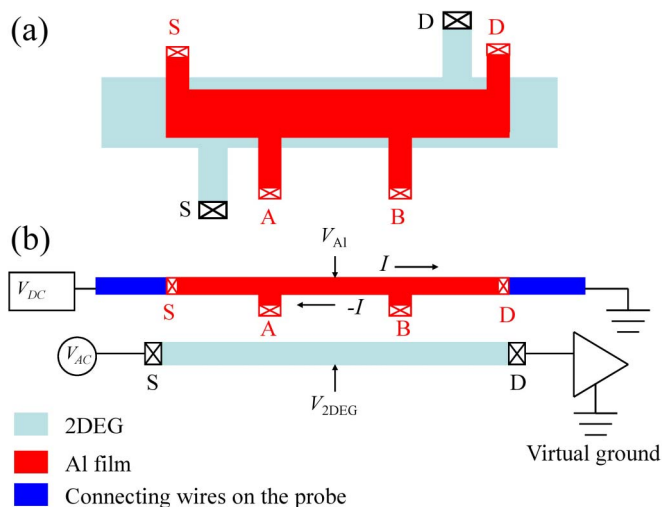 (a)
S
D
D
S
A
B
(b)
V_Al
I
V_DC
S
A
-I
B
D
V_AC
S
D
V_2DEG
2DEG
Virtual ground
Al film
Connecting wires on the probe